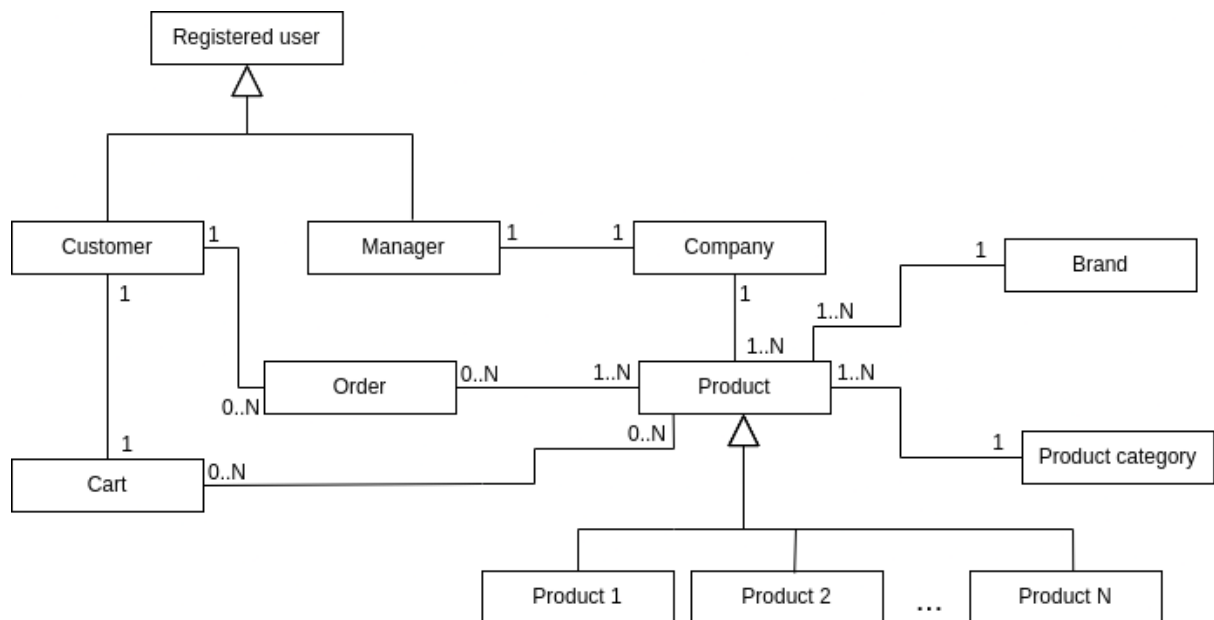 Registered user
Customer
1
Manager
1
1
Company
1
Brand
1
1
1..N
1..N
Order
0..N
0..N
1..N
Product
1..N
0..N
1
Cart
0..N
1
Product category
Product 1
Product 2
...
Product N